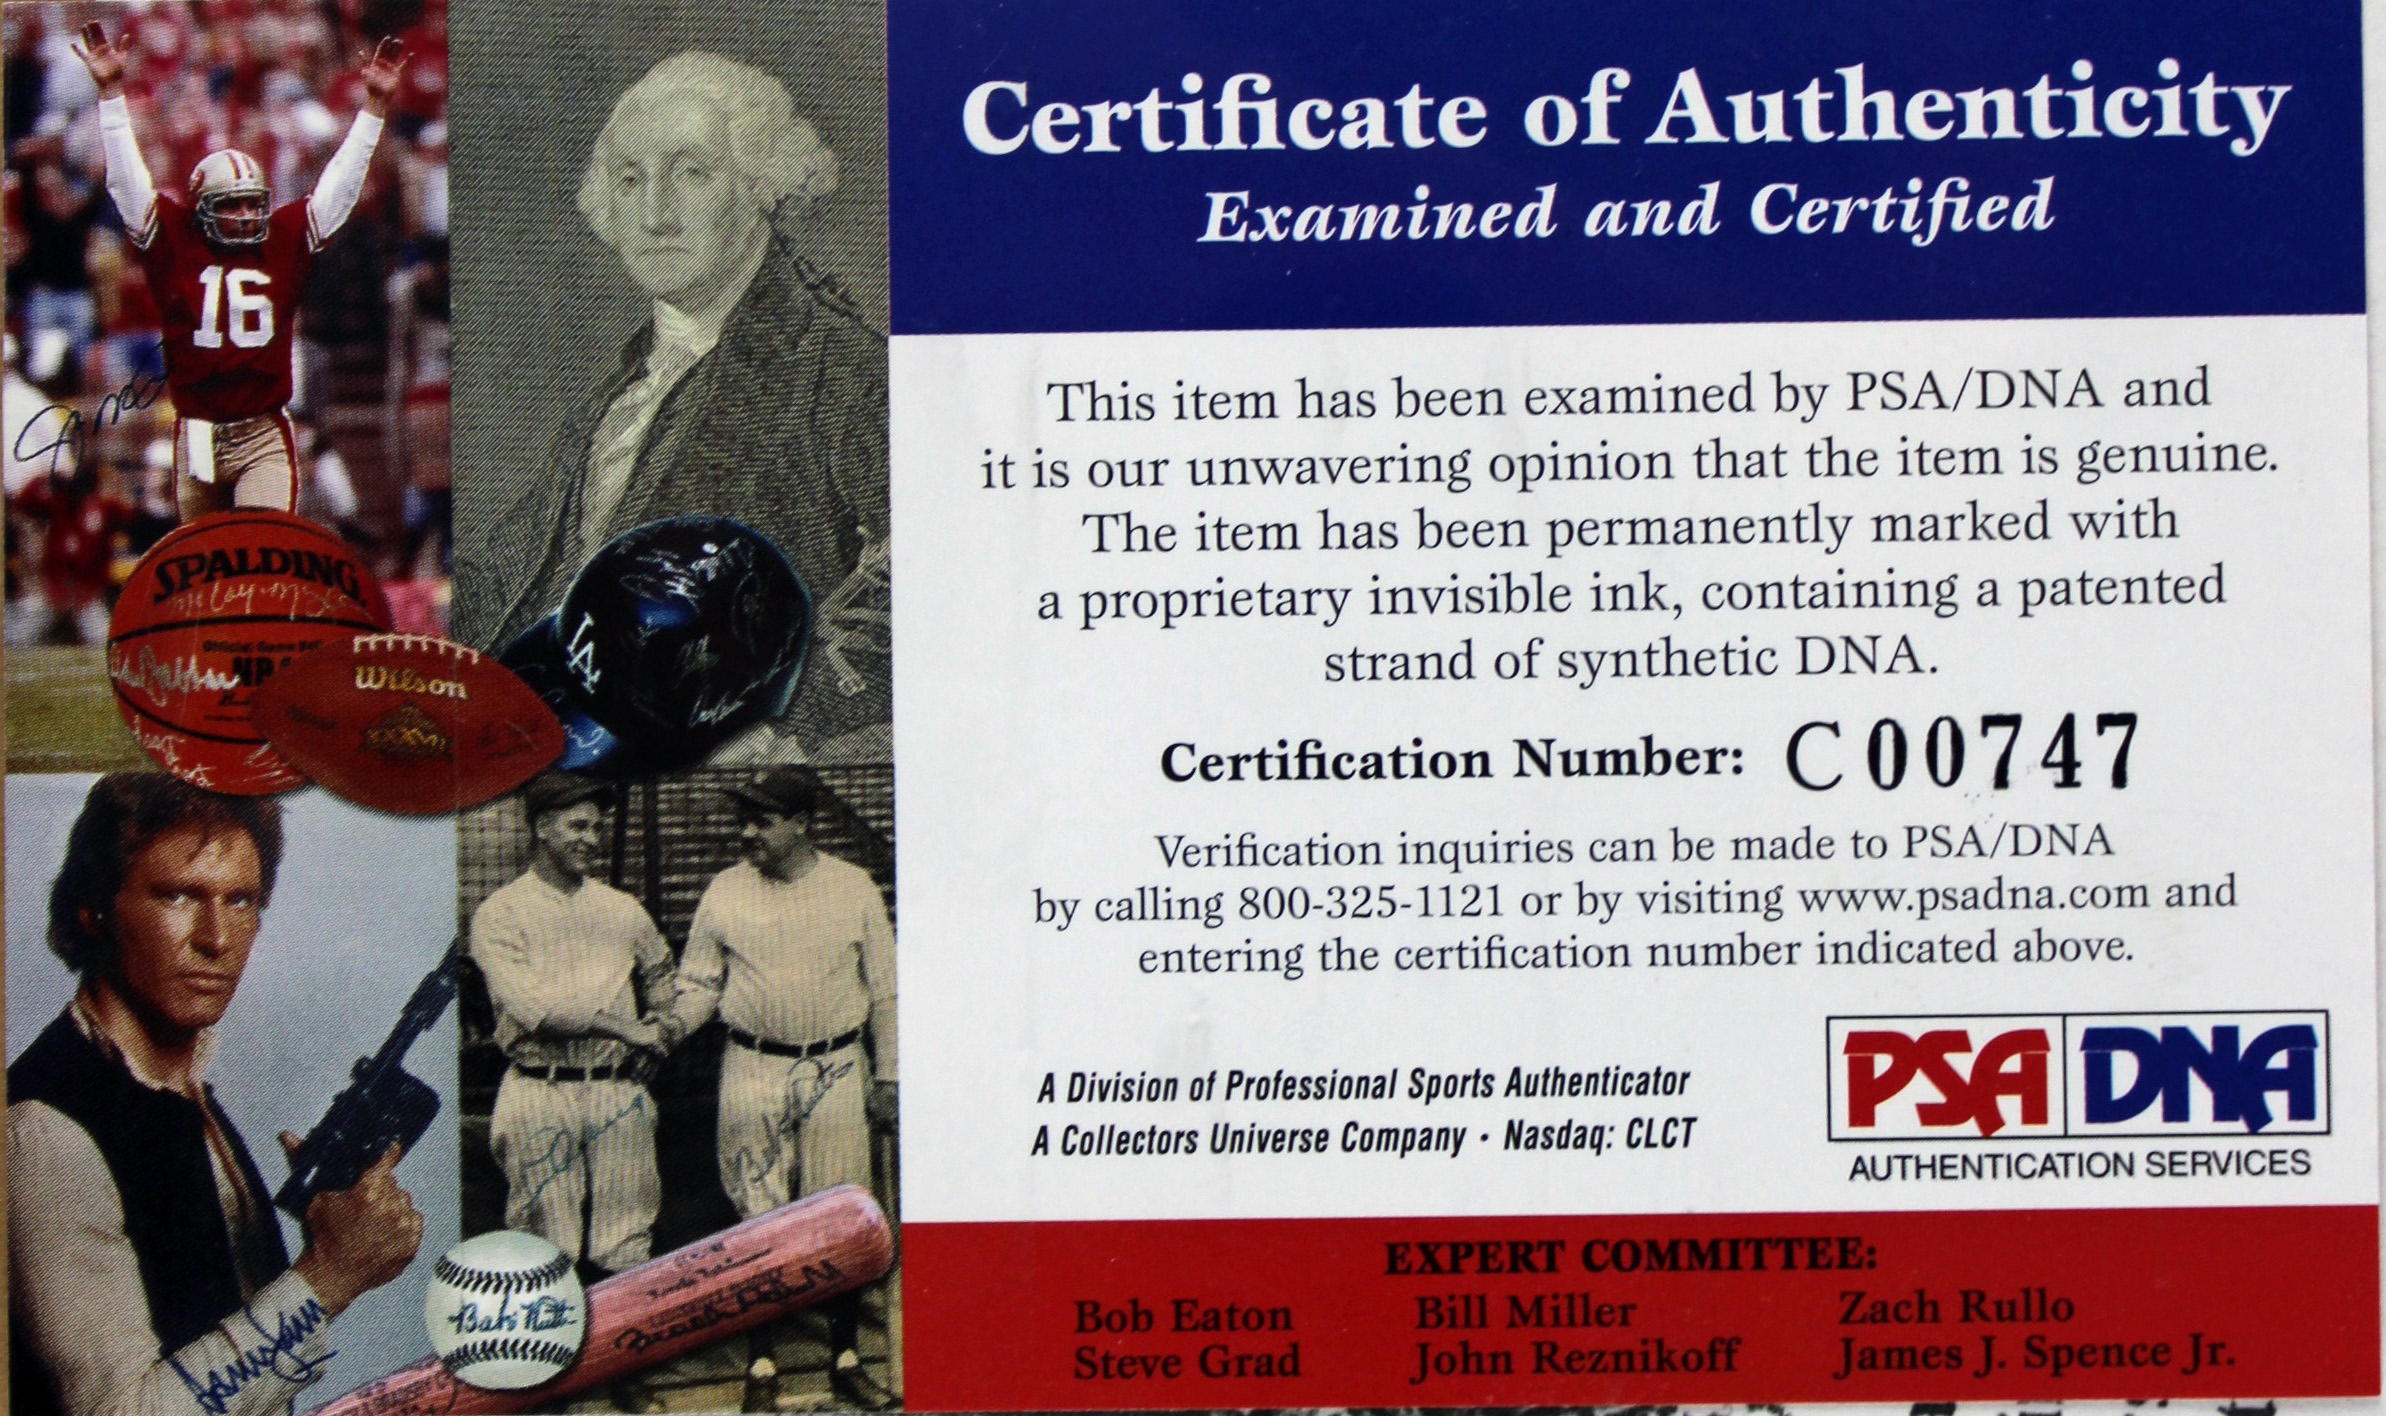 Certificate of Authenticity
Examined and Certified
This item has been examined by PSA/DNA and
it is our unwavering opinion that the item is genuine.
The item has been permanently marked with
a proprietary invisible ink, containing a patented
strand of synthetic DNA.
Certification Number: C00747
Verification inquiries can be made to PSA/DNA
by calling 800-325-1121 or by visiting www.psadna.com and
entering the certification number indicated above.
A Division of Professional Sports Authenticator
A Collectors Universe Company • Nasdaq: CLCT
PSA DNA
AUTHENTICATION SERVICES
EXPERT COMMITTEE:
Bob Eaton Bill Miller Zach Rullo
Steve Grad John Reznikoff James J. Spence Jr.
16
SPALDING
Wilson
XXXVII
LA
Babe Ruth
Babe Ruth